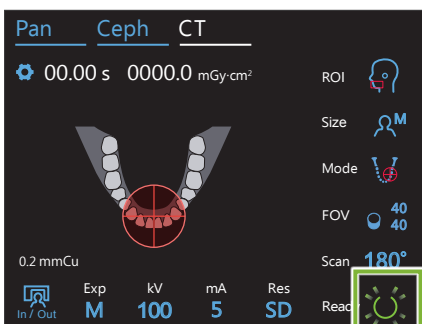 Pan Ceph CT
00.00 s 0000.0 mGy·cm²
ROI
Size M
Mode
FOV 40
40
0.2 mmCu
Scan 180°
Exp kV mA Res
In / Out M 100 5 SD
Ready